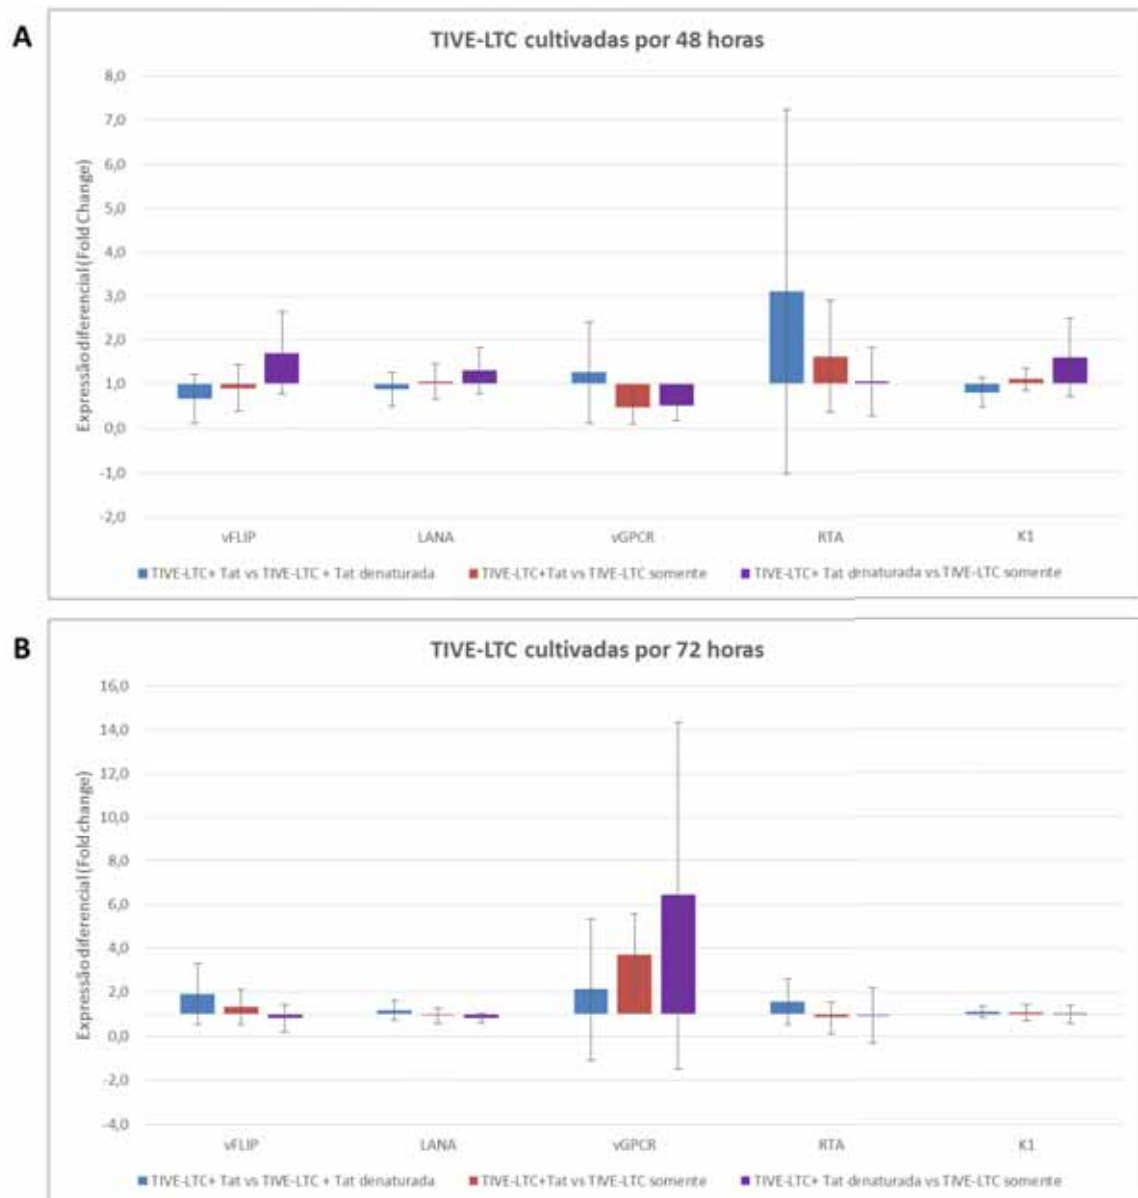 A
TIVE-LTC cultivadas por 48 horas
Expressão diferencial (Fold Change)
8,0
7,0
6,0
5,0
4,0
3,0
2,0
1,0
0,0
-1,0
-2,0
vFLIP LANA vGPCR RTA K1
TIVE-LTC+ Tat vs TIVE-LTC + Tat denaturada TIVE-LTC+Tat vs TIVE-LTC somente TIVE-LTC+ Tat denaturada vs TIVE-LTC somente
B
TIVE-LTC cultivadas por 72 horas
Expressão diferencial (Fold change)
16,0
14,0
12,0
10,0
8,0
6,0
4,0
2,0
0,0
-2,0
-4,0
vFLIP LANA vGPCR RTA K1
TIVE-LTC+ Tat vs TIVE-LTC + Tat denaturada TIVE-LTC+Tat vs TIVE-LTC somente TIVE-LTC+ Tat denaturada vs TIVE-LTC somente